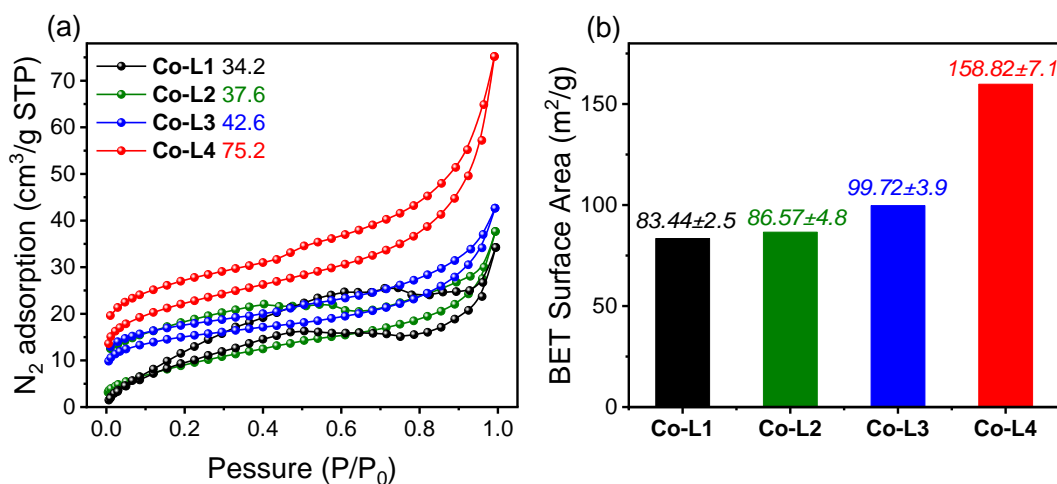 (a)
N₂ adsorption (cm³/g STP)
70
60
50
40
30
20
10
0
Co-L1 34.2
Co-L2 37.6
Co-L3 42.6
Co-L4 75.2
0.0 0.2 0.4 0.6 0.8 1.0
Pessure (P/P₀)
(b)
BET Surface Area (m²/g)
150
100
50
0
83.44±2.5
86.57±4.8
99.72±3.9
158.82±7.1
Co-L1 Co-L2 Co-L3 Co-L4